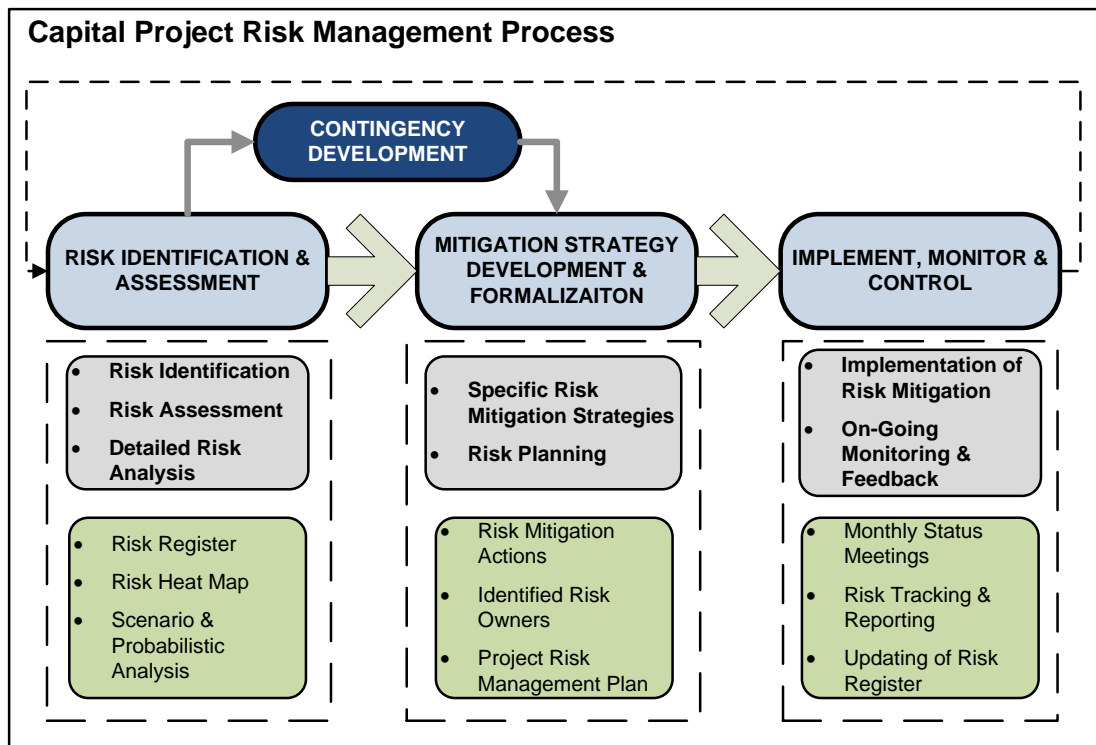 Capital Project Risk Management Process
CONTINGENCY
DEVELOPMENT
RISK IDENTIFICATION &
ASSESSMENT
MITIGATION STRATEGY
DEVELOPMENT &
FORMALIZAITON
IMPLEMENT, MONITOR &
CONTROL
• Risk Identification
• Risk Assessment
• Detailed Risk
Analysis
• Specific Risk
Mitigation Strategies
• Risk Planning
• Implementation of
Risk Mitigation
• On-Going
Monitoring &
Feedback
• Risk Register
• Risk Heat Map
• Scenario &
Probabilistic
Analysis
• Risk Mitigation
Actions
• Identified Risk
Owners
• Project Risk
Management Plan
• Monthly Status
Meetings
• Risk Tracking &
Reporting
• Updating of Risk
Register